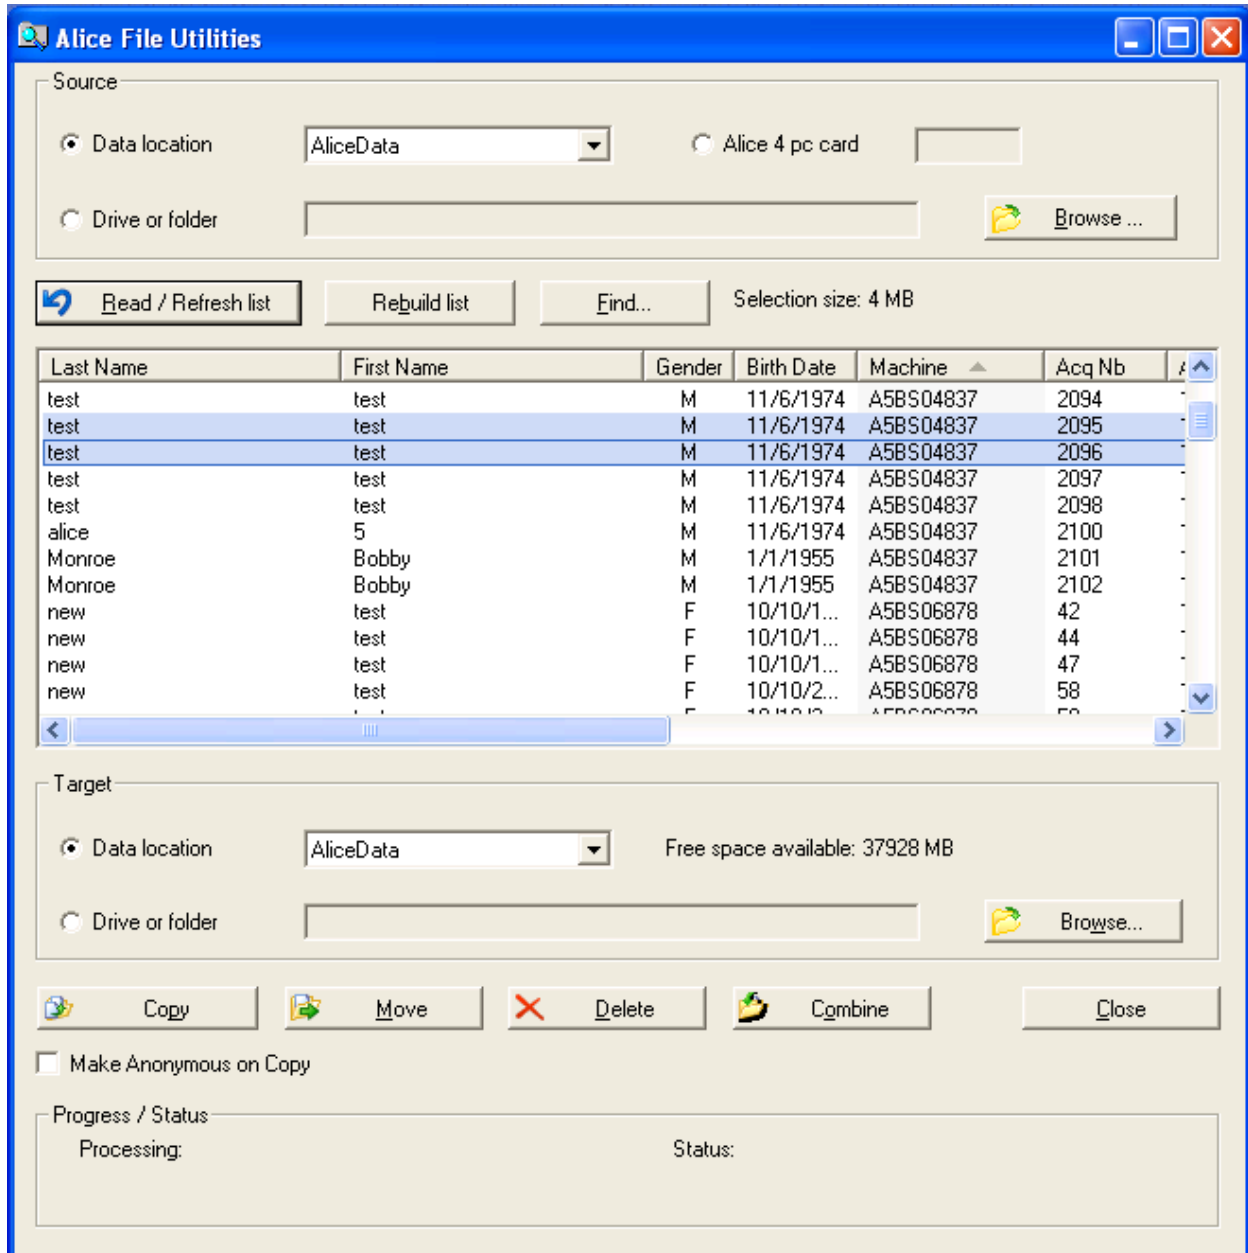 Alice File Utilities
Source
Data location AliceData Alice 4 pc card
Drive or folder Browse ...
Read / Refresh list Rebuild list Find... Selection size: 4 MB
Last Name First Name Gender Birth Date Machine Acq Nb
test test M 11/6/1974 A5BS04837 2094
test test M 11/6/1974 A5BS04837 2095
test test M 11/6/1974 A5BS04837 2096
test test M 11/6/1974 A5BS04837 2097
test test M 11/6/1974 A5BS04837 2098
alice 5 M 11/6/1974 A5BS04837 2100
Monroe Bobby M 1/1/1955 A5BS04837 2101
Monroe Bobby M 1/1/1955 A5BS04837 2102
new test F 10/10/1... A5BS06878 42
new test F 10/10/1... A5BS06878 44
new test F 10/10/1... A5BS06878 47
new test F 10/10/2... A5BS06878 58
Target
Data location AliceData Free space available: 37928 MB
Drive or folder Browse...
Copy Move Delete Combine Close
Make Anonymous on Copy
Progress / Status
Processing: Status: